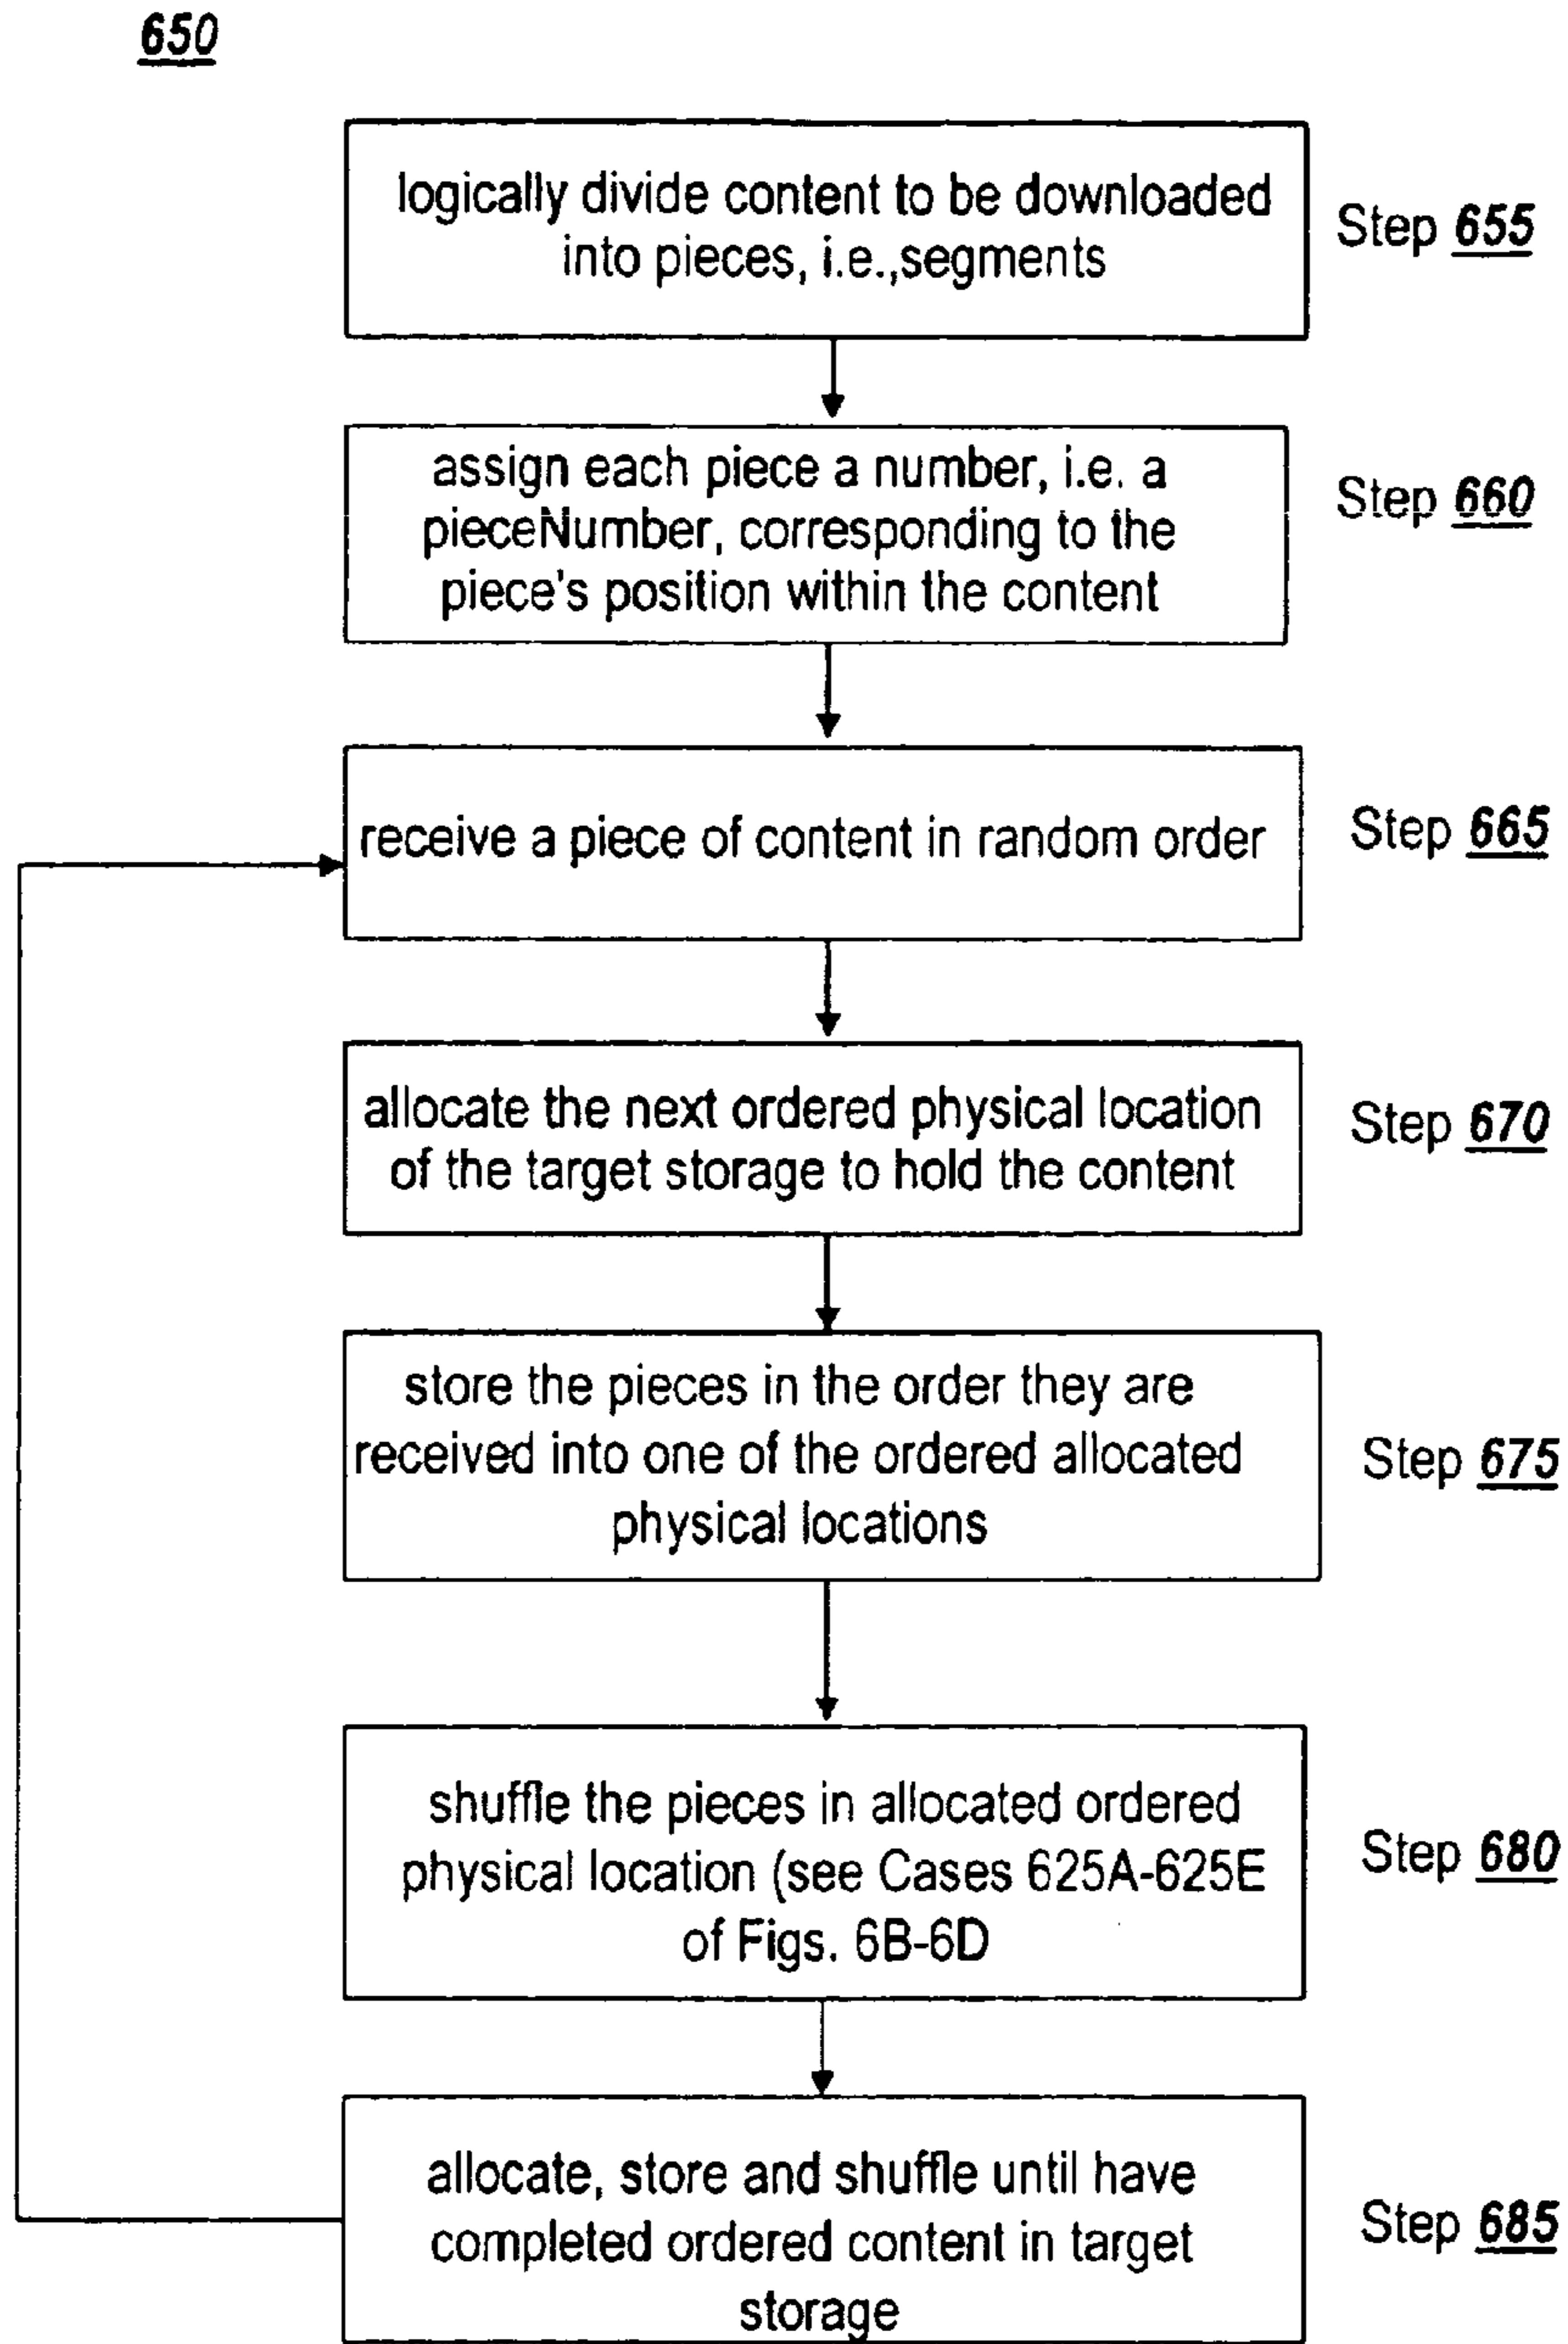 650
logically divide content to be downloaded
into pieces, i.e.,segments
Step 655
assign each piece a number, i.e. a
pieceNumber, corresponding to the
piece's position within the content
Step 660
receive a piece of content in random order
Step 665
allocate the next ordered physical location
of the target storage to hold the content
Step 670
store the pieces in the order they are
received into one of the ordered allocated
physical locations
Step 675
shuffle the pieces in allocated ordered
physical location (see Cases 625A-625E
of Figs. 6B-6D
Step 680
allocate, store and shuffle until have
completed ordered content in target
storage
Step 685